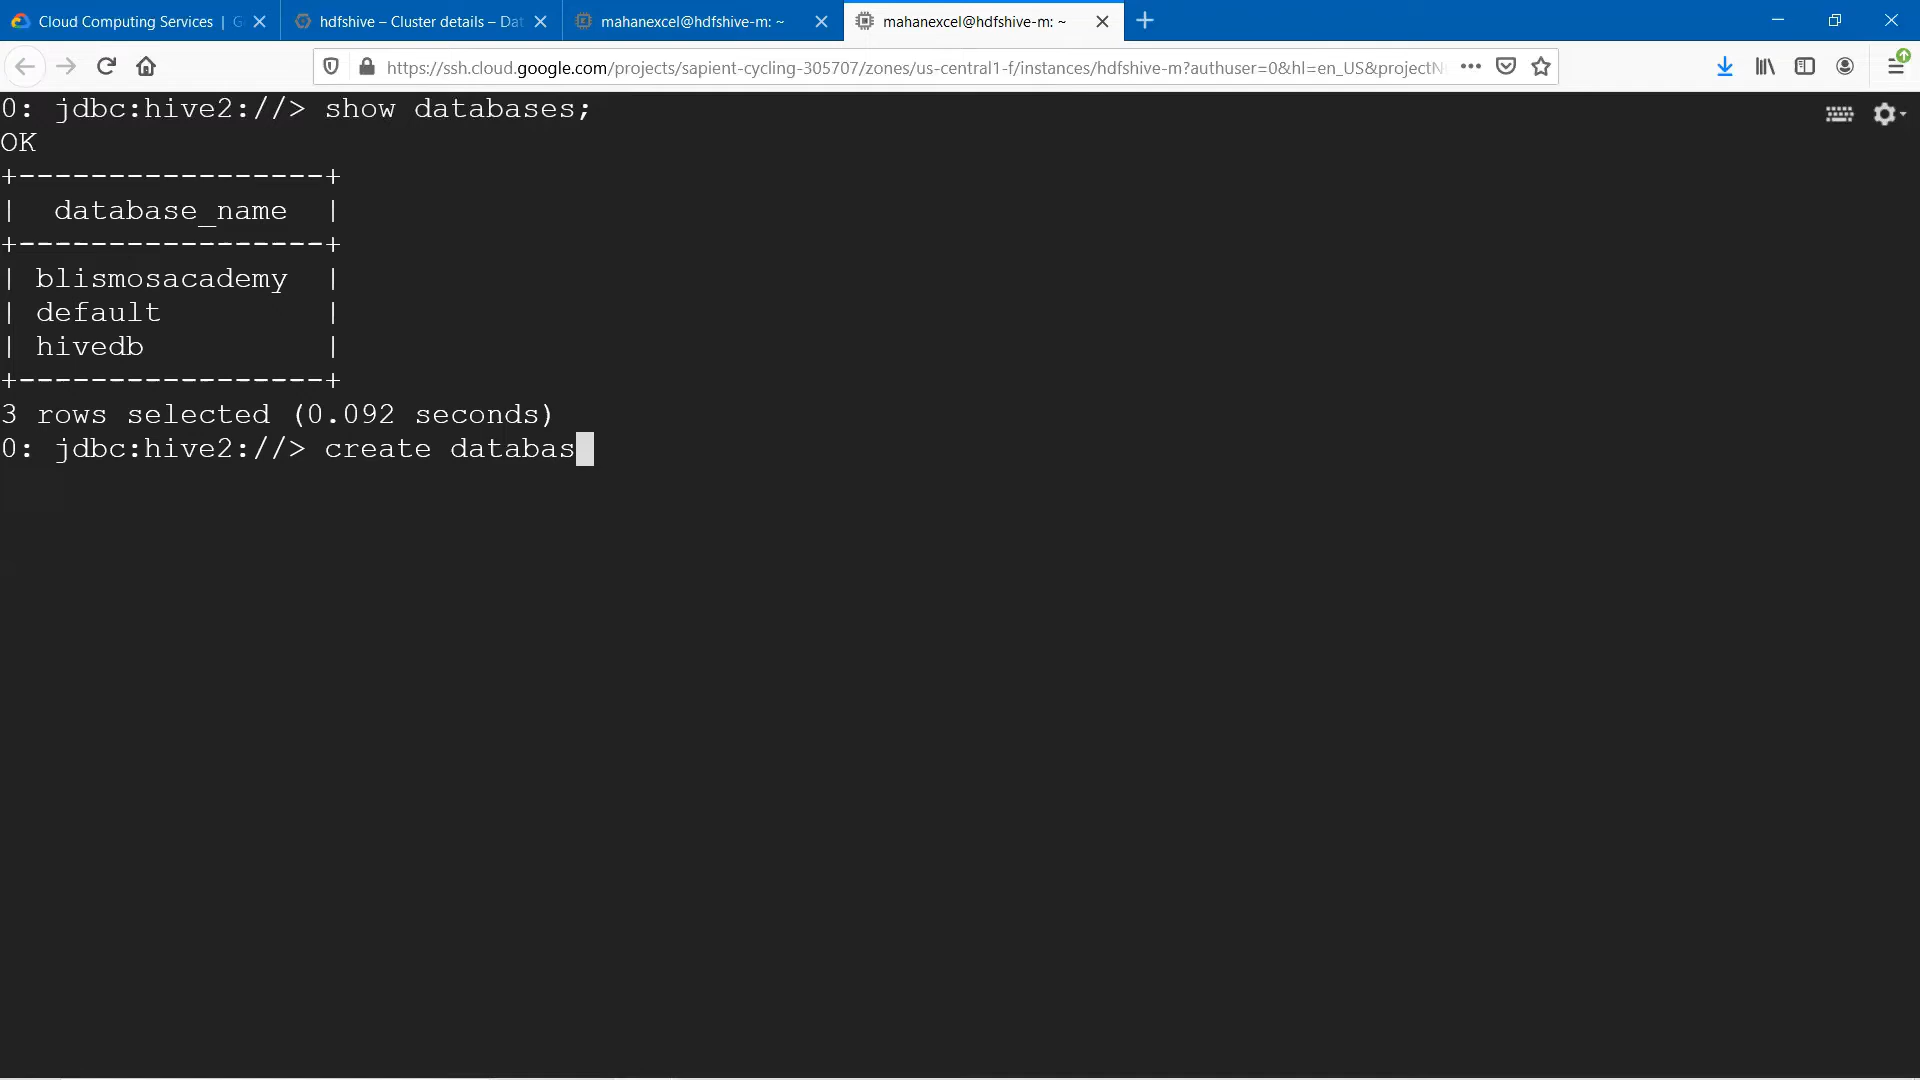 Cloud Computing Services | G
hdfshive – Cluster details – Dat
mahanexcel@hdfshive-m: ~
mahanexcel@hdfshive-m: ~
https://ssh.cloud.google.com/projects/sapient-cycling-305707/zones/us-central1-f/instances/hdfshive-m?authuser=0&hl=en_US&projectN
0: jdbc:hive2://> show databases;
OK
+-----------------+
|  database_name  |
+-----------------+
| blismosacademy  |
| default         |
| hivedb          |
+-----------------+
3 rows selected (0.092 seconds)
0: jdbc:hive2://> create databas